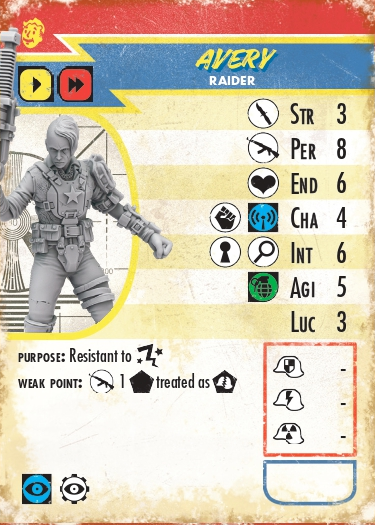 AVERY
RAIDER
STR 3
PER 8
END 6
CHA 4
INT 6
AGI 5
LUC 3
100
PURPOSE: Resistant to
WEAK POINT: 1 treated as
-
-
-